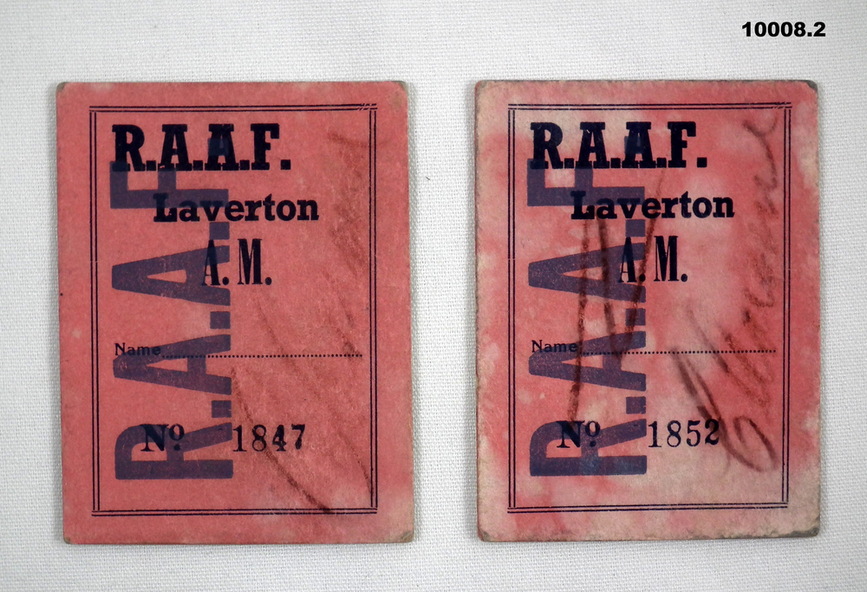 10008.2
R.A.A.F.
Laverton
A. M.
Name
Nº 1847
R.A.A.F
R.A.A.F.
Laverton
A. M.
Name
Nº 1852
R.A.A.F